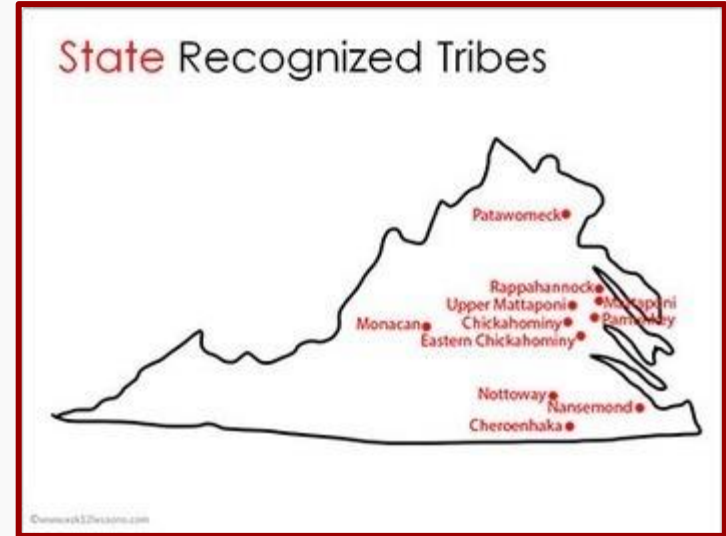 State Recognized Tribes
Patawomeck
Rappahannock
Mattaponi
Upper Mattaponi
Pamunkey
Chickahominy
Monacan
Eastern Chickahominy
Nottoway
Nansemond
Cheroenhaka